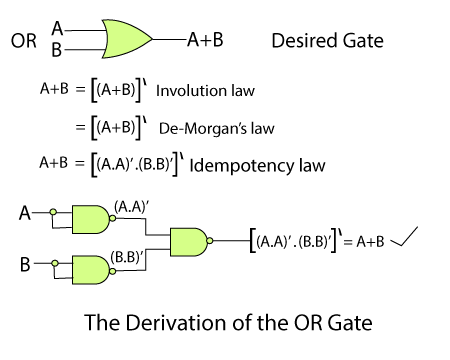 OR A B A+B Desired Gate
A+B = [(A+B)]' Involution law
= [(A+B)]' De-Morgan's law
A+B = [(A.A)'.(B.B)']' Idempotency law
A (A.A)'
[(A.A)'.(B.B)']' = A+B
B (B.B)'
The Derivation of the OR Gate